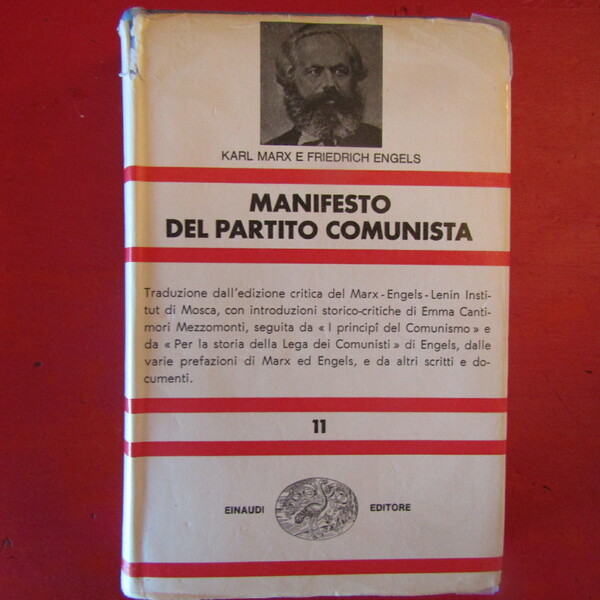 KARL MARX E FRIEDRICH ENGELS
MANIFESTO
DEL PARTITO COMUNISTA
Traduzione dall'edizione critica del Marx-Engels-Lenin Insti-
tut di Mosca, con introduzioni storico-critiche di Emma Canti-
mori Mezzomonti, seguita da « I principî del Comunismo » e
da « Per la storia della Lega dei Comunisti » di Engels, dalle
varie prefazioni di Marx ed Engels, e da altri scritti e do-
cumenti.
11
EINAUDI EDITORE